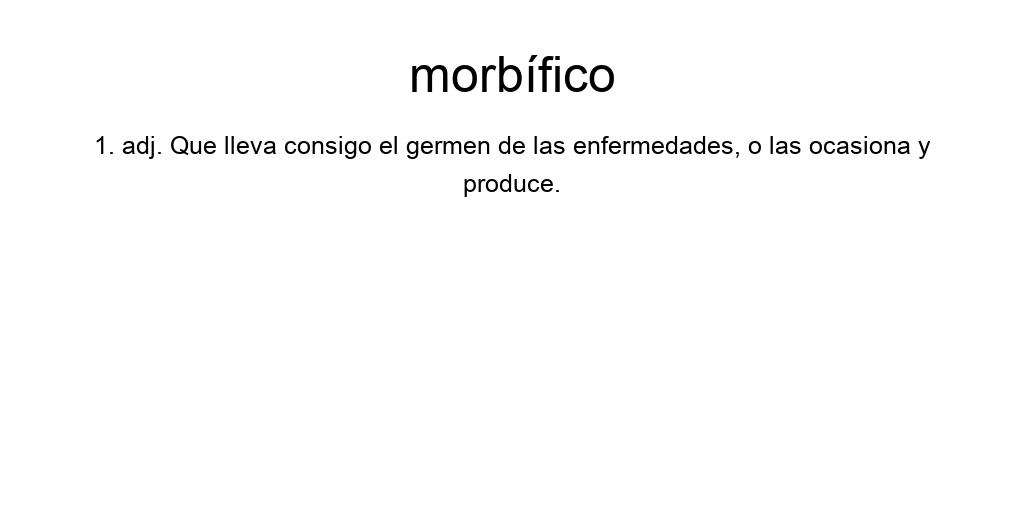 morbífico
1. adj. Que lleva consigo el germen de las enfermedades, o las ocasiona y
produce.